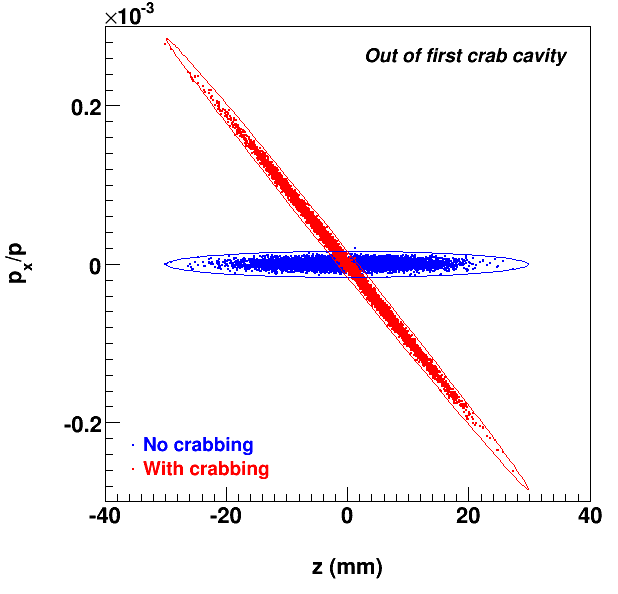 ×10⁻³
Out of first crab cavity
0.2
0
-0.2
pₓ/p
· No crabbing
· With crabbing
-40 -20 0 20 40
z (mm)